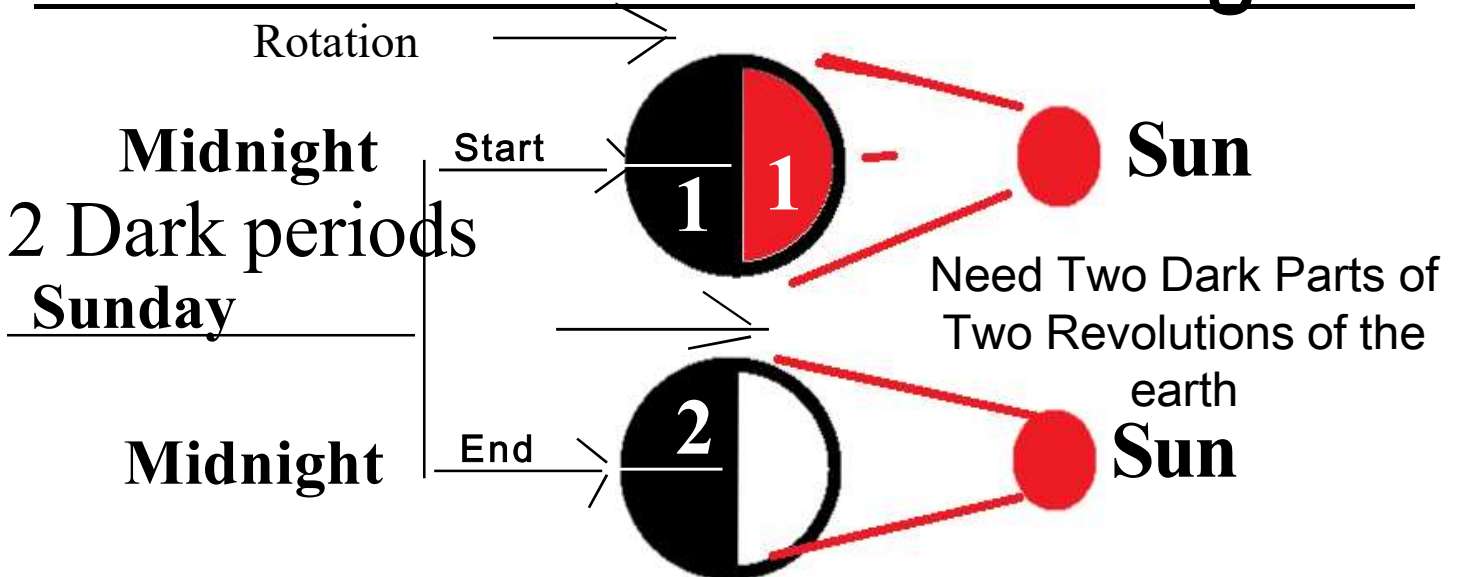 Rotation
Midnight
Start
1
1
Sun
2 Dark periods
Sunday
Need Two Dark Parts of
Two Revolutions of the
earth
2
Midnight
End
Sun